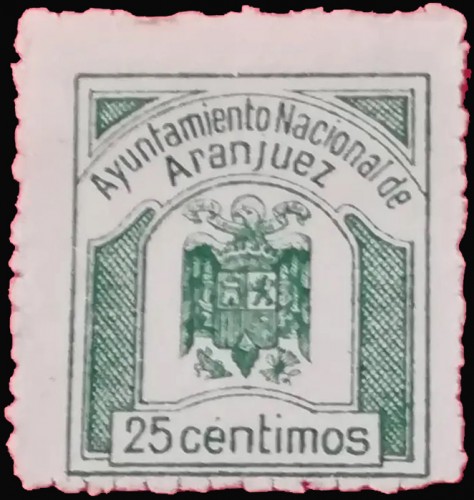 Ayuntamiento Nacional de
Aranjuez
25 céntimos